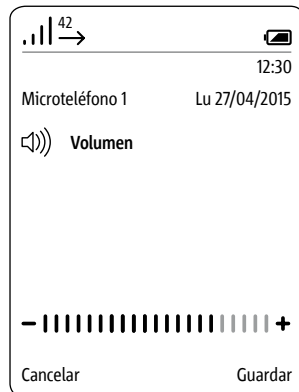 42
12:30
Microteléfono 1 Lu 27/04/2015
Volumen
- +
Cancelar Guardar